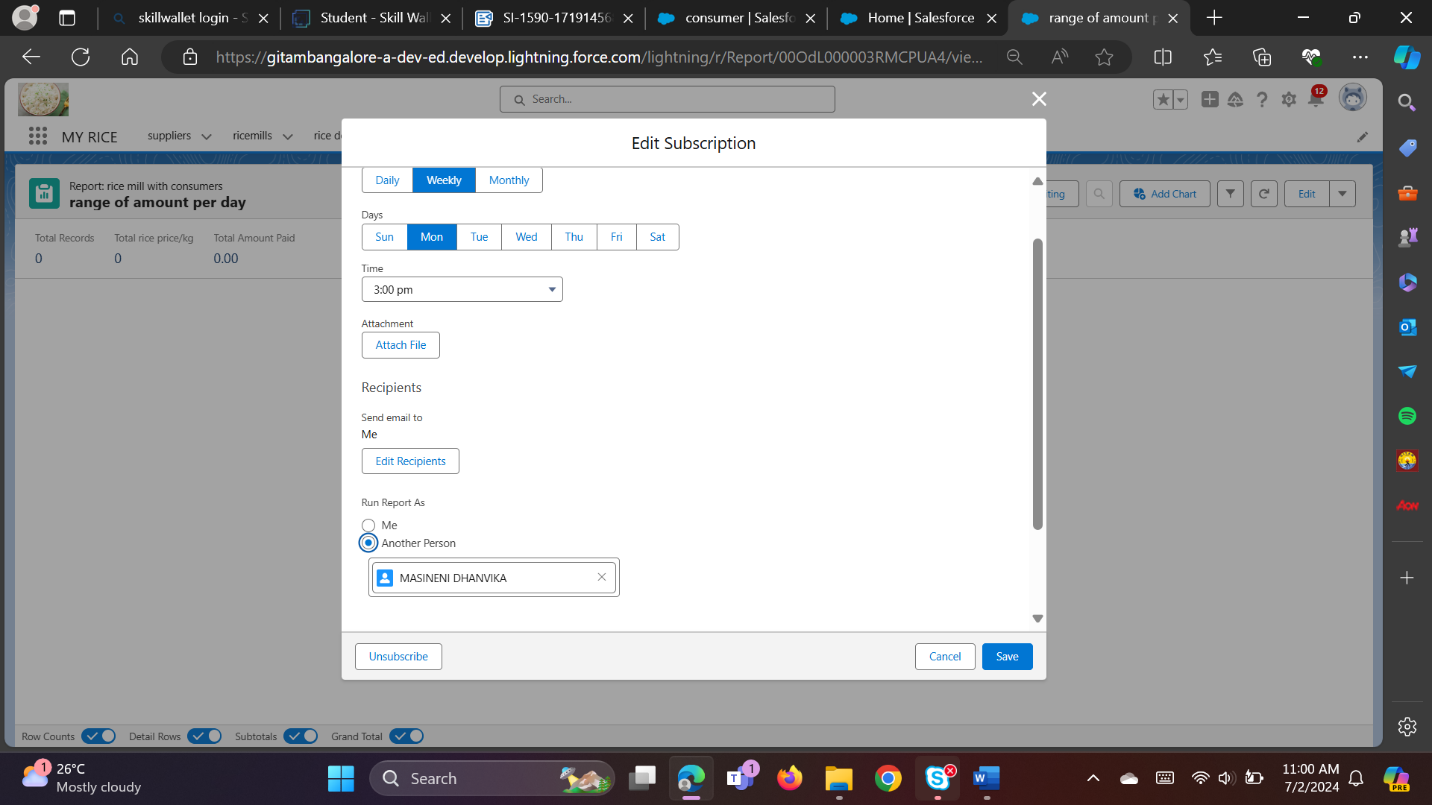 skillwallet login - S
Student - Skill Wal
SI-1590-17191456
consumer | Salesfo
Home | Salesforce
range of amount p
https://gitambangalore-a-dev-ed.develop.lightning.force.com/lightning/r/Report/00OdL000003RMCPUA4/vie...
Search...
12
MY RICE
suppliers
ricemills
rice d
Edit Subscription
Report: rice mill with consumers
range of amount per day
Daily
Weekly
Monthly
ting
Add Chart
Edit
Total Records
Total rice price/kg
Total Amount Paid
0
0
0.00
Days
Sun
Mon
Tue
Wed
Thu
Fri
Sat
Time
3:00 pm
Attachment
Attach File
Recipients
Send email to
Me
Edit Recipients
Run Report As
Me
Another Person
MASINENI DHANVIKA
Unsubscribe
Cancel
Save
AON
Row Counts
Detail Rows
Subtotals
Grand Total
1
26°C
Mostly cloudy
Search
1
11:00 AM
7/2/2024
PRE